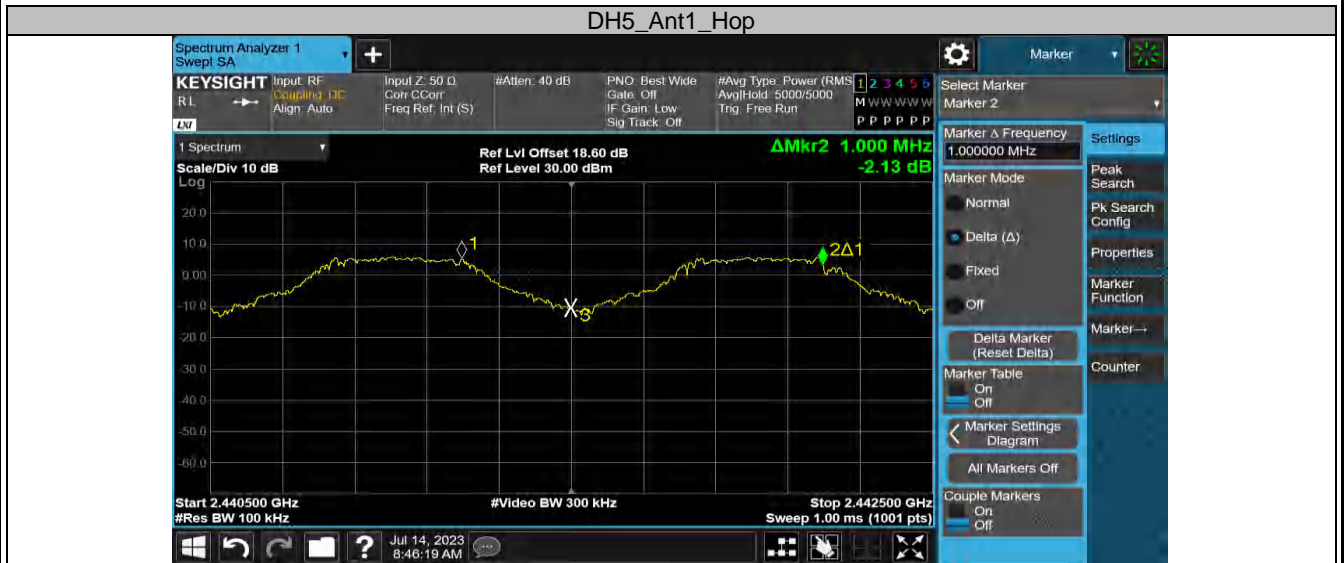 DH5_Ant1_Hop
Spectrum Analyzer 1
Swept SA
+
Marker
KEYSIGHT
RL
LXI
Input: RF
Coupling: DC
Align: Auto
Input Z: 50 Ω
Corr CCorr
Freq Ref: Int (S)
#Atten: 40 dB
PNO: Best Wide
Gate: Off
IF Gain: Low
Sig Track: Off
#Avg Type: Power (RMS
Avg|Hold: 5000/5000
Trig: Free Run
1 2 3 4 5 6
M W W W W W
P P P P P P
Select Marker
Marker 2
1 Spectrum
Scale/Div 10 dB
Log
Ref Lvl Offset 18.60 dB
Ref Level 30.00 dBm
ΔMkr2 1.000 MHz
-2.13 dB
20.0
10.0
0.00
-10.0
-20.0
-30.0
-40.0
-50.0
-60.0
1
2Δ1
3
Start 2.440500 GHz
#Res BW 100 kHz
#Video BW 300 kHz
Stop 2.442500 GHz
Sweep 1.00 ms (1001 pts)
Marker Δ Frequency
1.000000 MHz
Marker Mode
Normal
Delta (Δ)
Fixed
Off
Delta Marker
(Reset Delta)
Marker Table
On
Off
Marker Settings
Diagram
All Markers Off
Couple Markers
On
Off
Settings
Peak
Search
Pk Search
Config
Properties
Marker
Function
Marker→
Counter
?
Jul 14, 2023
8:46:19 AM